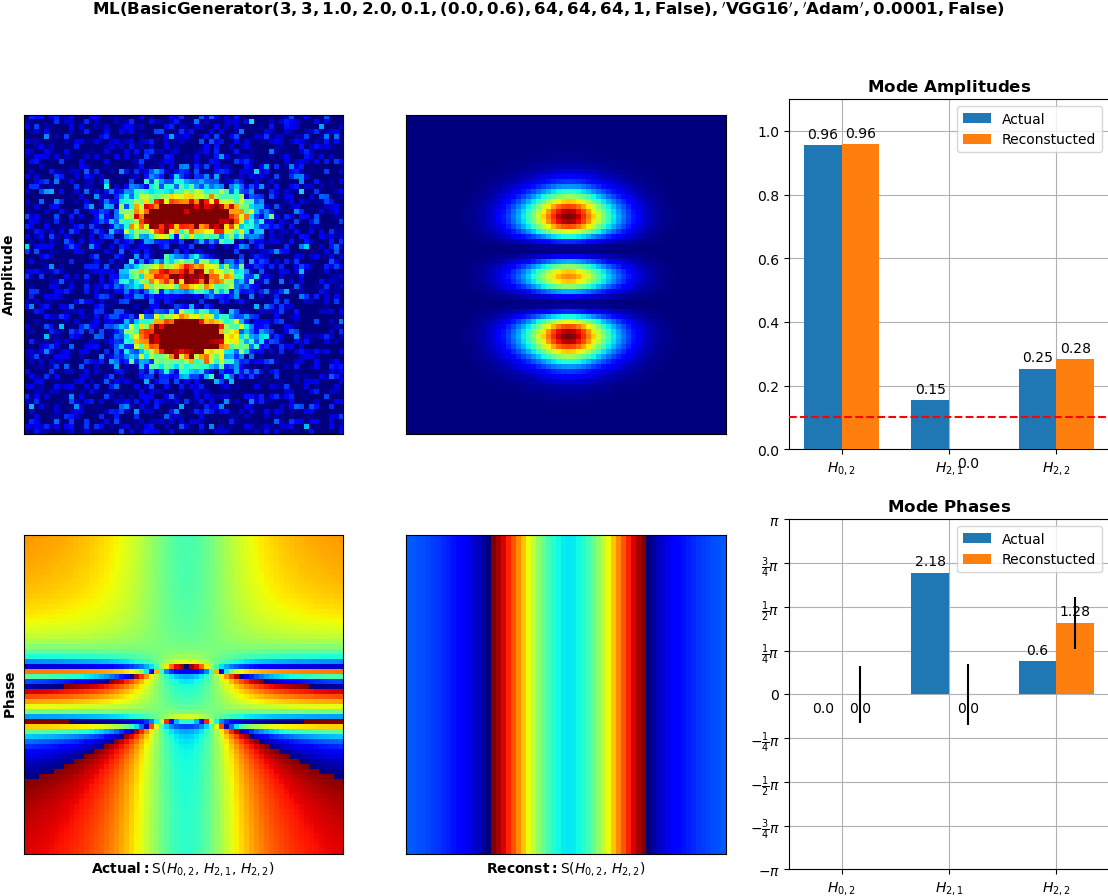 ML(BasicGenerator(3, 3, 1.0, 2.0, 0.1, (0.0, 0.6), 64, 64, 64, 1, False), ′VGG16′, ′Adam′, 0.0001, False)
Amplitude
Mode Amplitudes
Actual
Reconstucted
1.0
0.8
0.6
0.4
0.2
0.0
0.96
0.96
0.15
0.0
0.25
0.28
H0, 2
H2, 1
H2, 2
Phase
Actual: S(H0, 2, H2, 1, H2, 2)
Reconst: S(H0, 2, H2, 2)
Mode Phases
Actual
Reconstucted
π
3/4π
1/2π
1/4π
0
−1/4π
−1/2π
−3/4π
−π
0.0
0.0
2.18
0.0
0.6
1.28
H0, 2
H2, 1
H2, 2